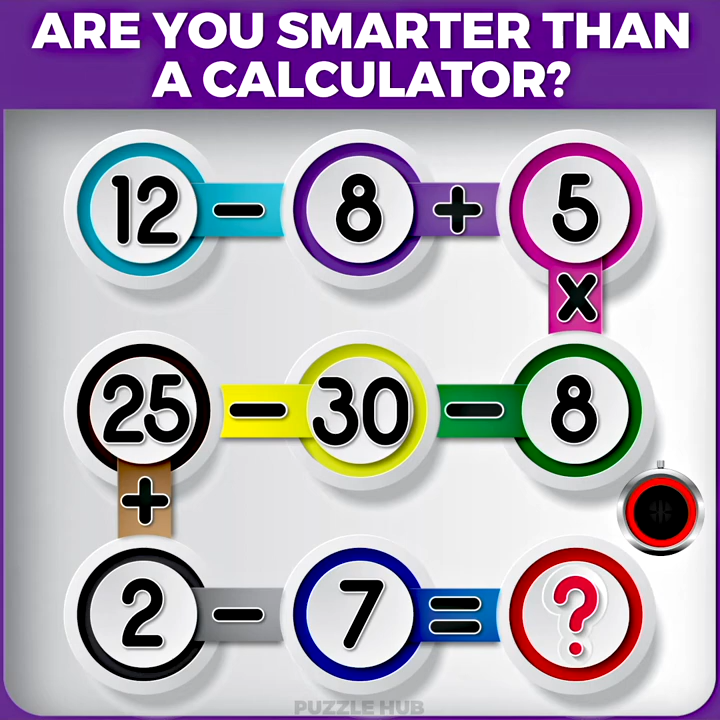 ARE YOU SMARTER THAN
A CALCULATOR?
12 − 8 + 5
×
25 − 30 − 8
+
2 − 7 = ?
PUZZLE HUB